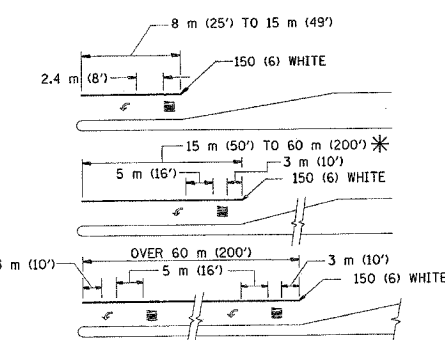 8 m (25') TO 15 m (49')
2.4 m (8')
150 (6) WHITE
15 m (50') TO 60 m (200') *
5 m (16')
3 m (10')
150 (6) WHITE
OVER 60 m (200')
m (10')
5 m (16')
3 m (10')
150 (6) WHITE